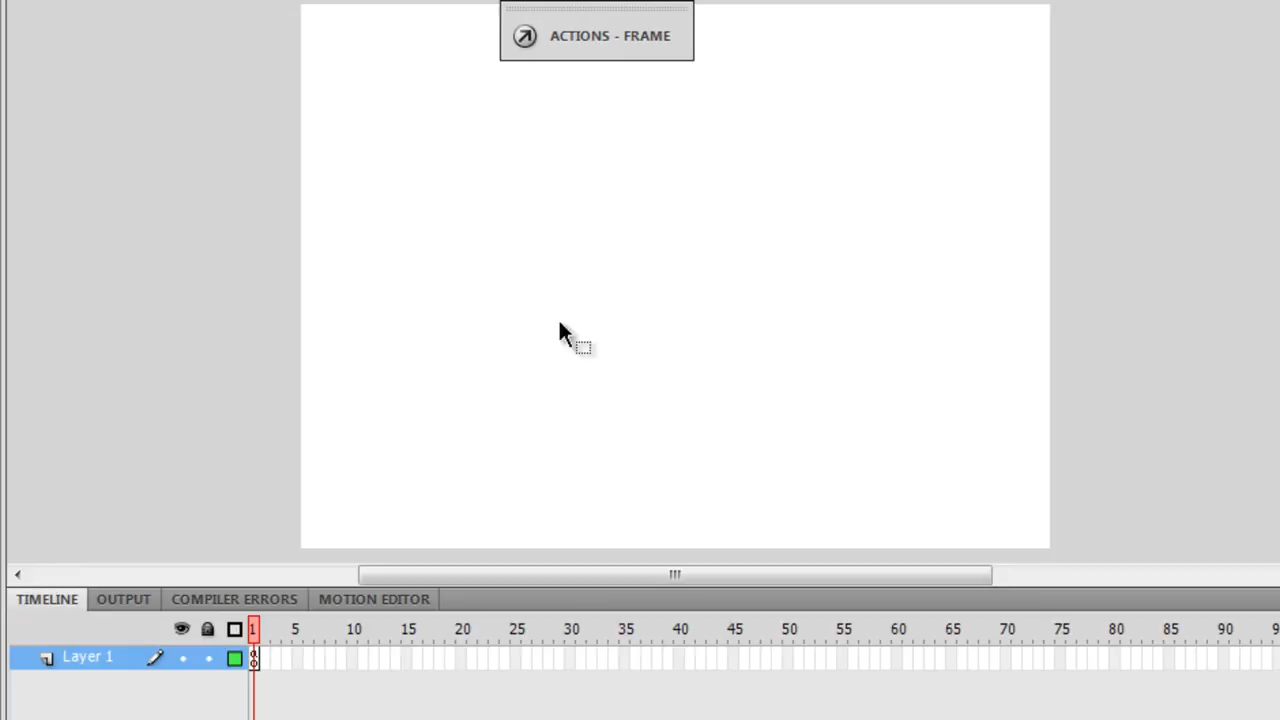 ACTIONS - FRAME
TIMELINE OUTPUT COMPILER ERRORS MOTION EDITOR
1 5 10 15 20 25 30 35 40 45 50 55 60 65 70 75 80 85 90
Layer 1